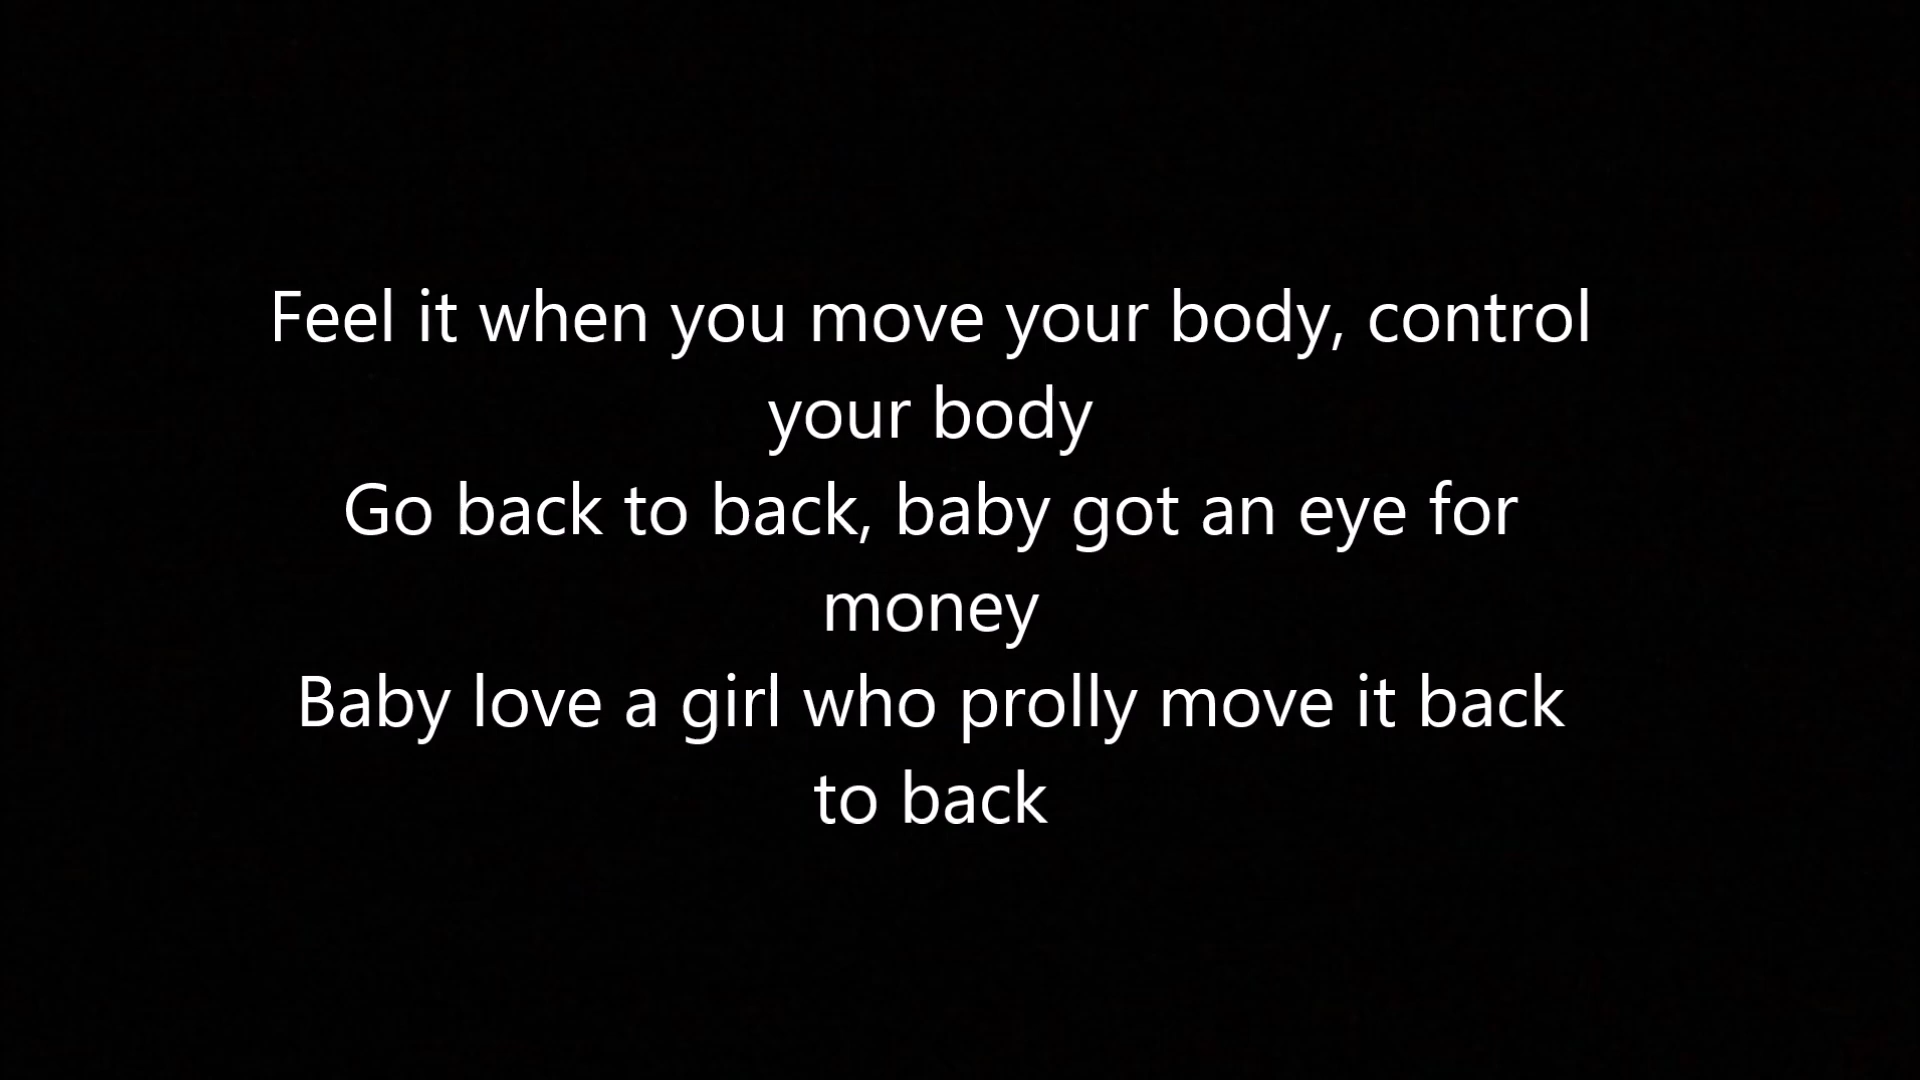 Feel it when you move your body, control
your body
Go back to back, baby got an eye for
money
Baby love a girl who prolly move it back
to back